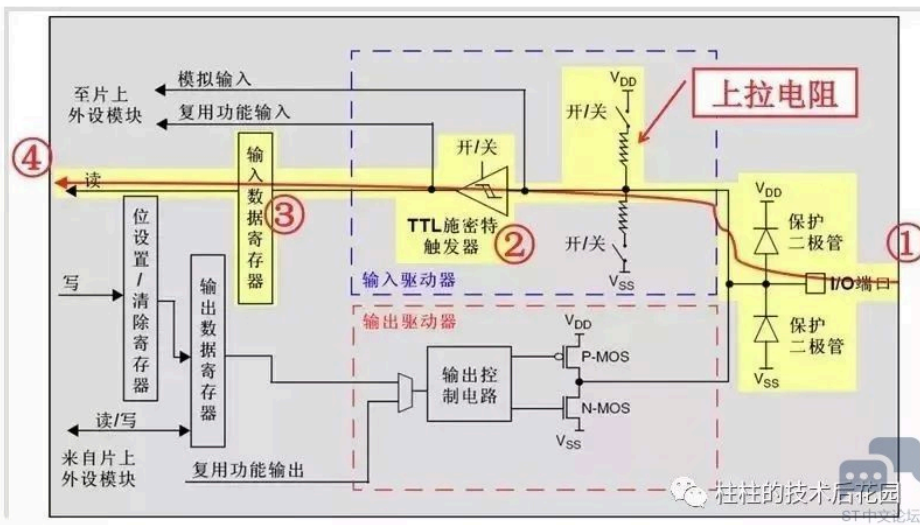 模拟输入
至片上
外设模块
复用功能输入
开/关
V_DD
开/关
上拉电阻
④
读
输入数据寄存器
③
TTL施密特
触发器
②
开/关
V_SS
输入驱动器
V_DD
保护
二极管
①
I/O端口
保护
二极管
V_SS
写
位设置/清除寄存器
输出数据寄存器
输出驱动器
V_DD
P-MOS
输出控
制电路
N-MOS
V_SS
读/写
来自片上
外设模块
复用功能输出
柱柱的技术后花园
ST中文论坛